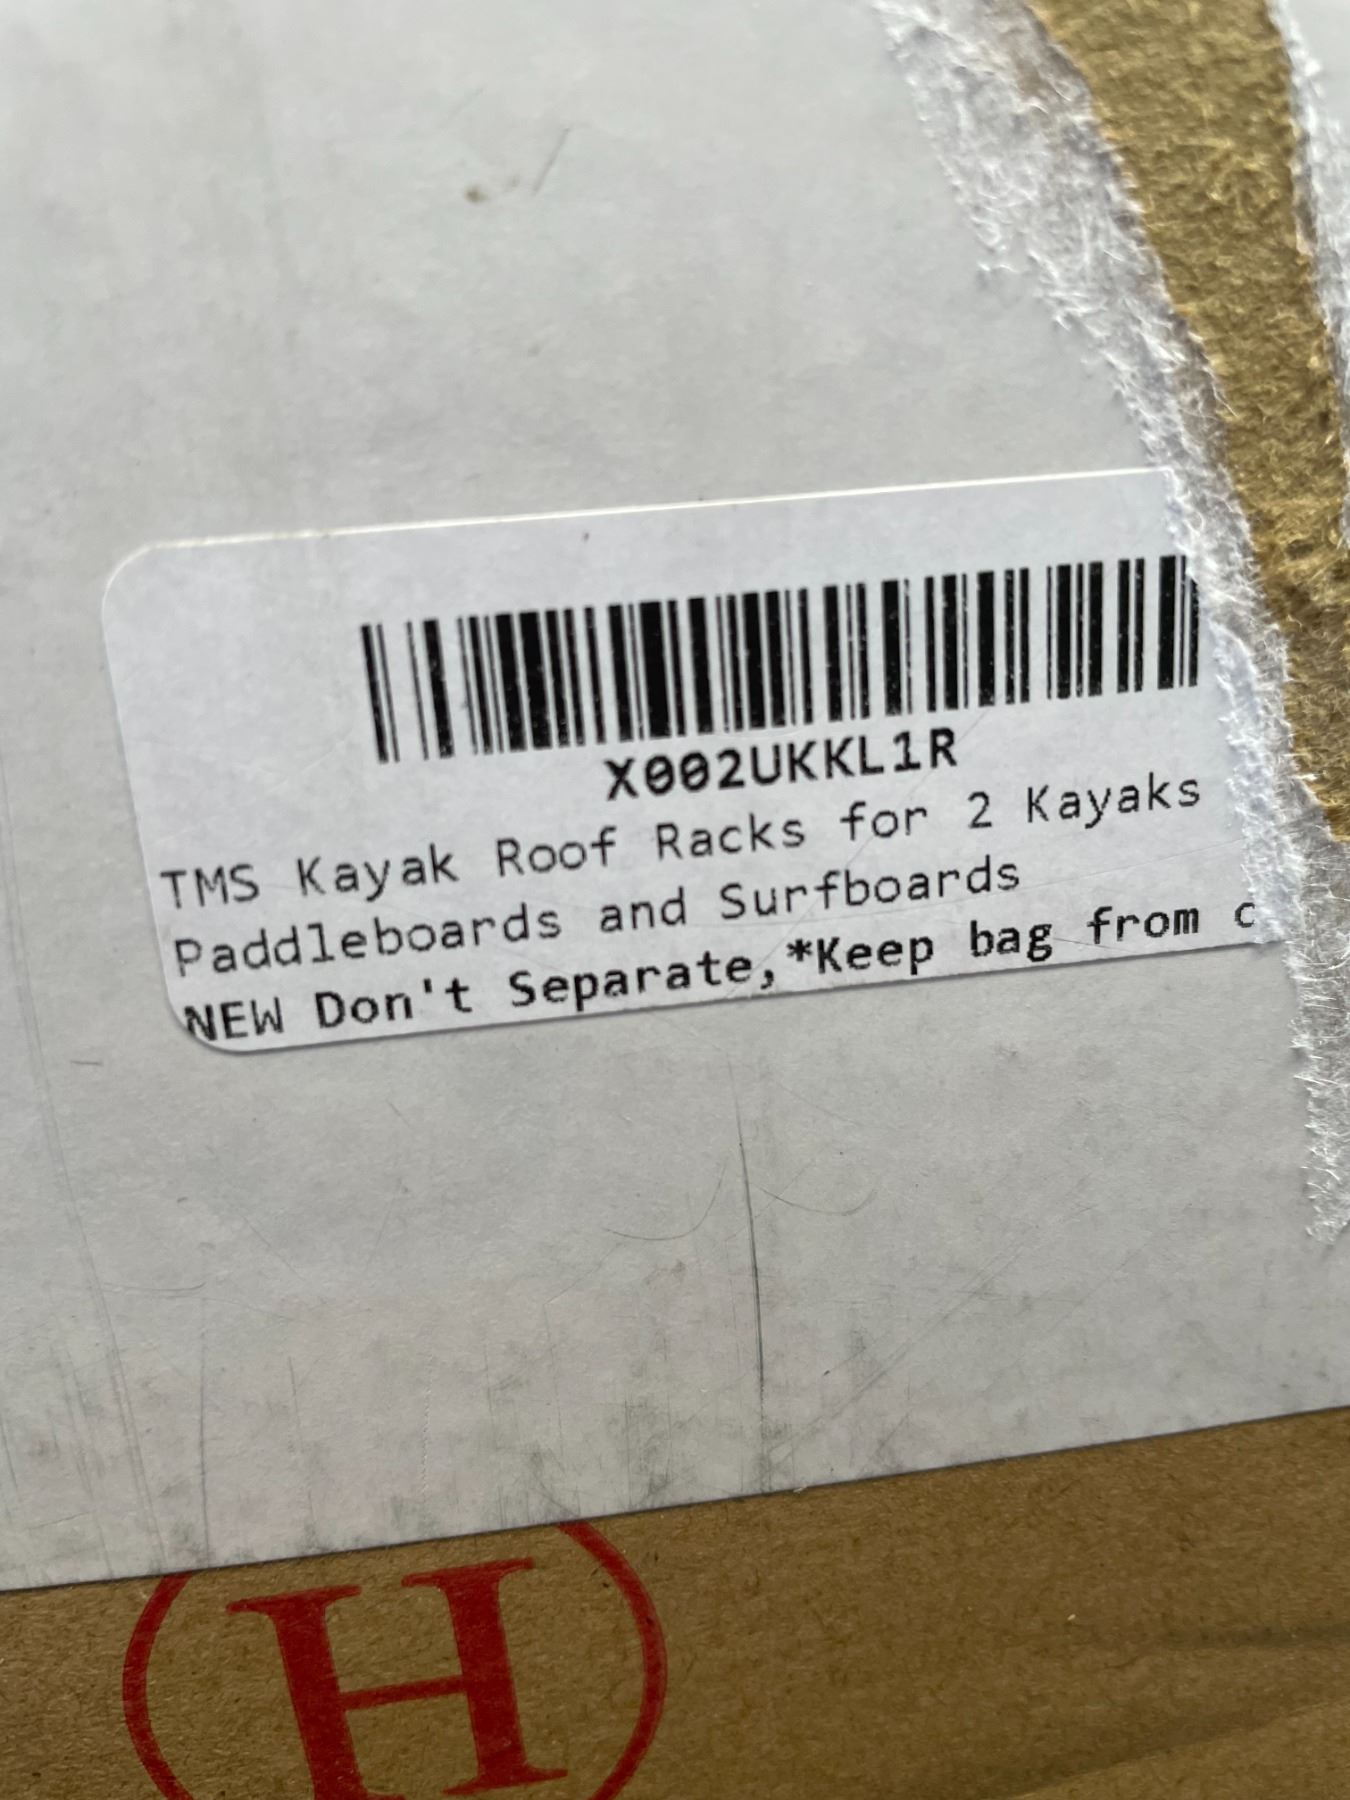 X002UKKL1R
TMS Kayak Roof Racks for 2 Kayaks
Paddleboards and Surfboards
NEW Don't Separate,*Keep bag from c
H